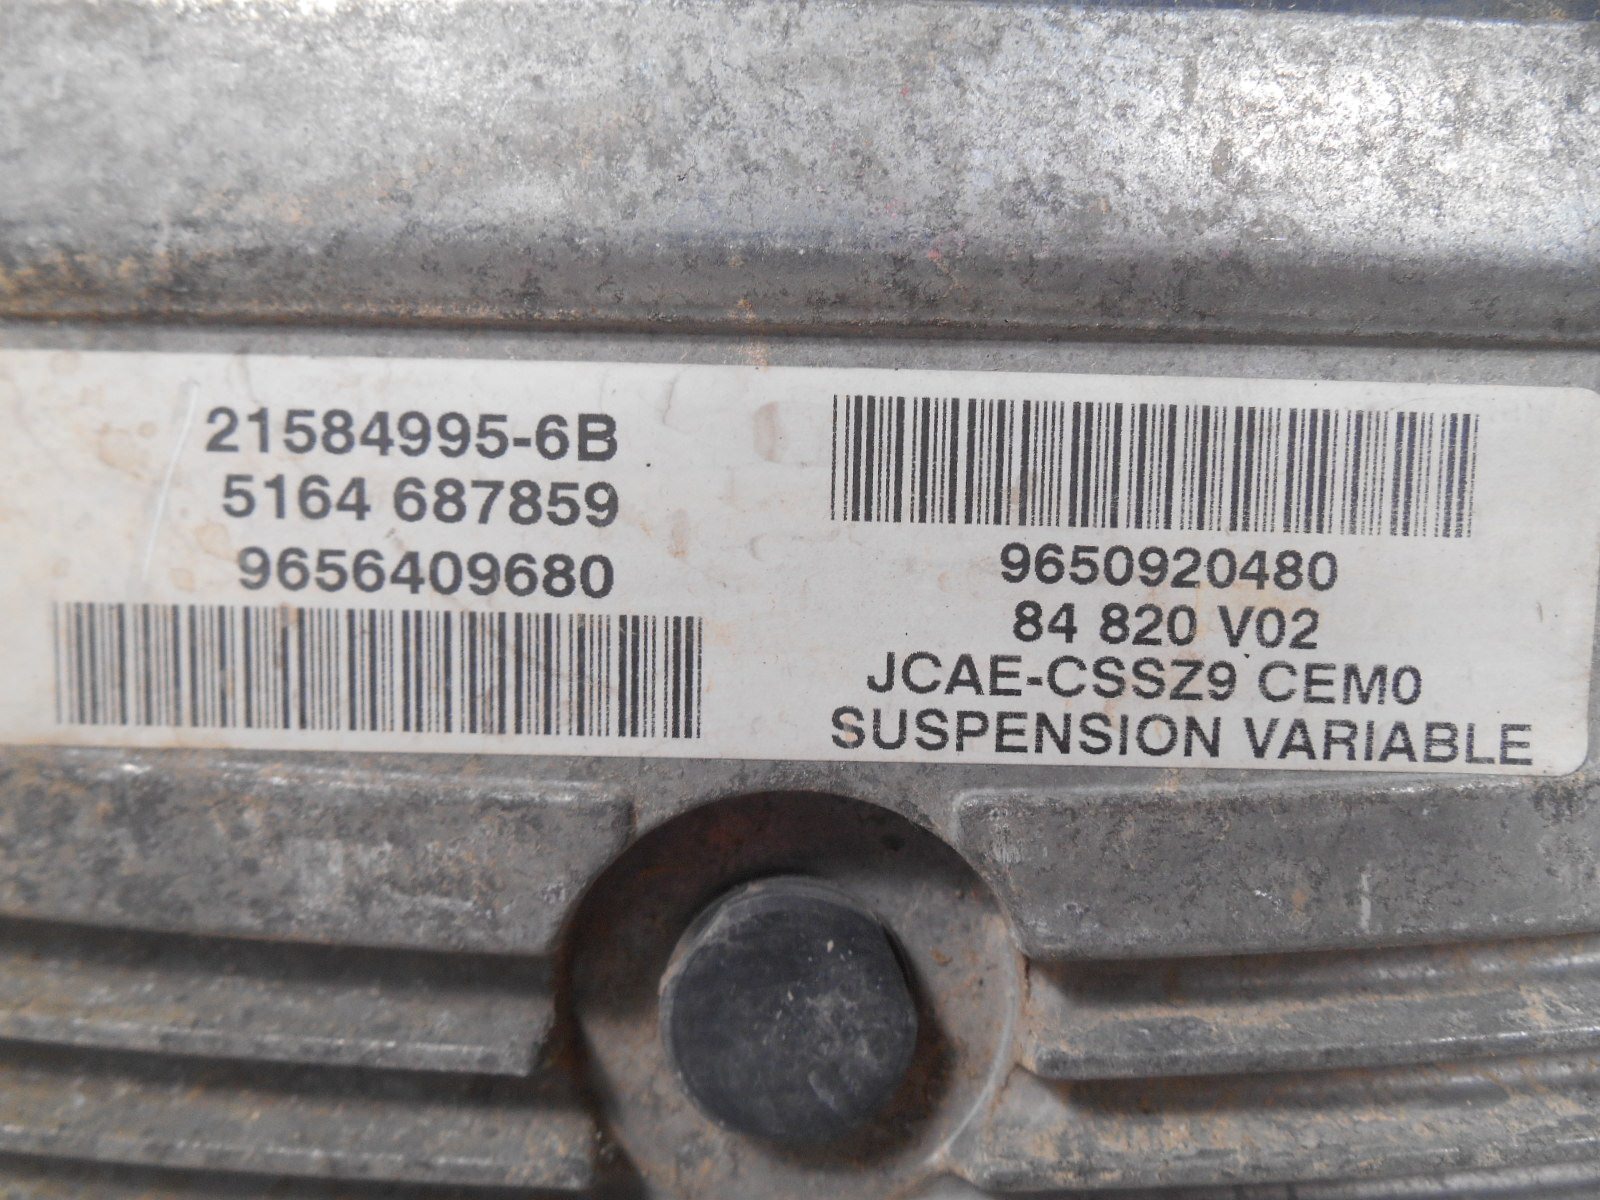 21584995-6B
5164 687859
9656409680
9650920480
84 820 V02
JCAE-CSSZ9 CEM0
SUSPENSION VARIABLE